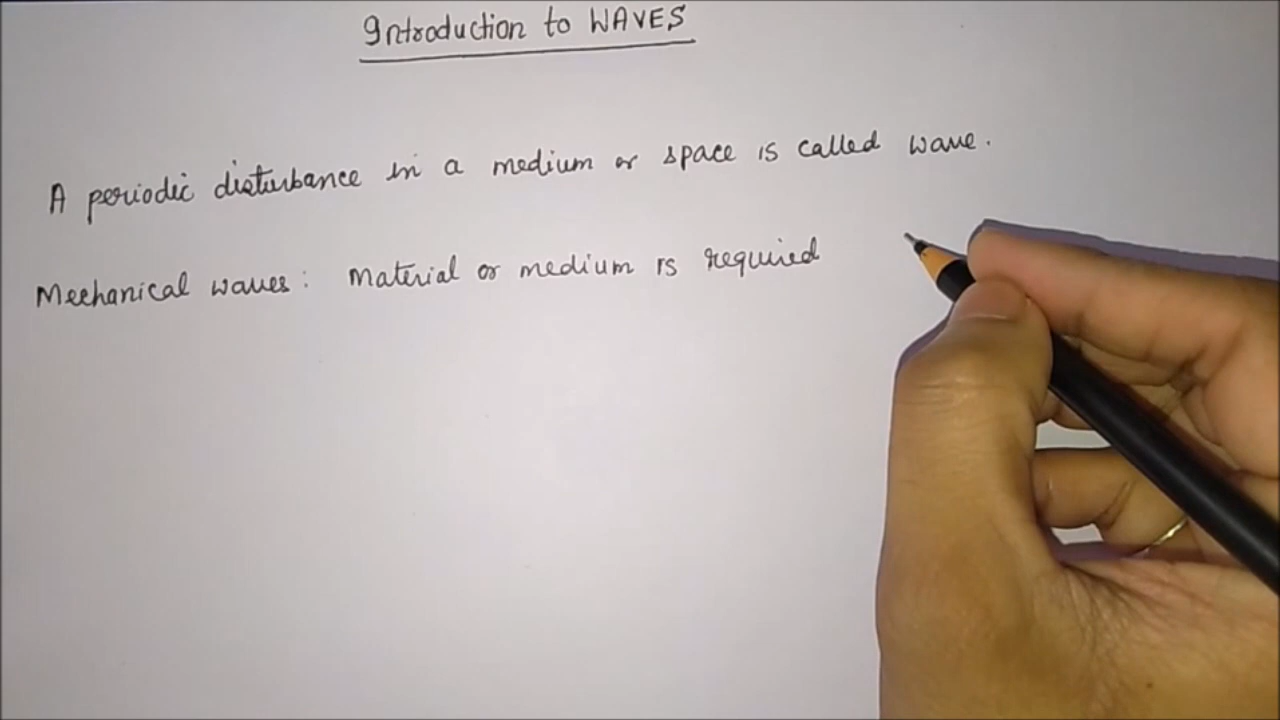 Introduction to WAVES
A periodic disturbance in a medium or space is called wave.
Mechanical waves: Material or medium is required